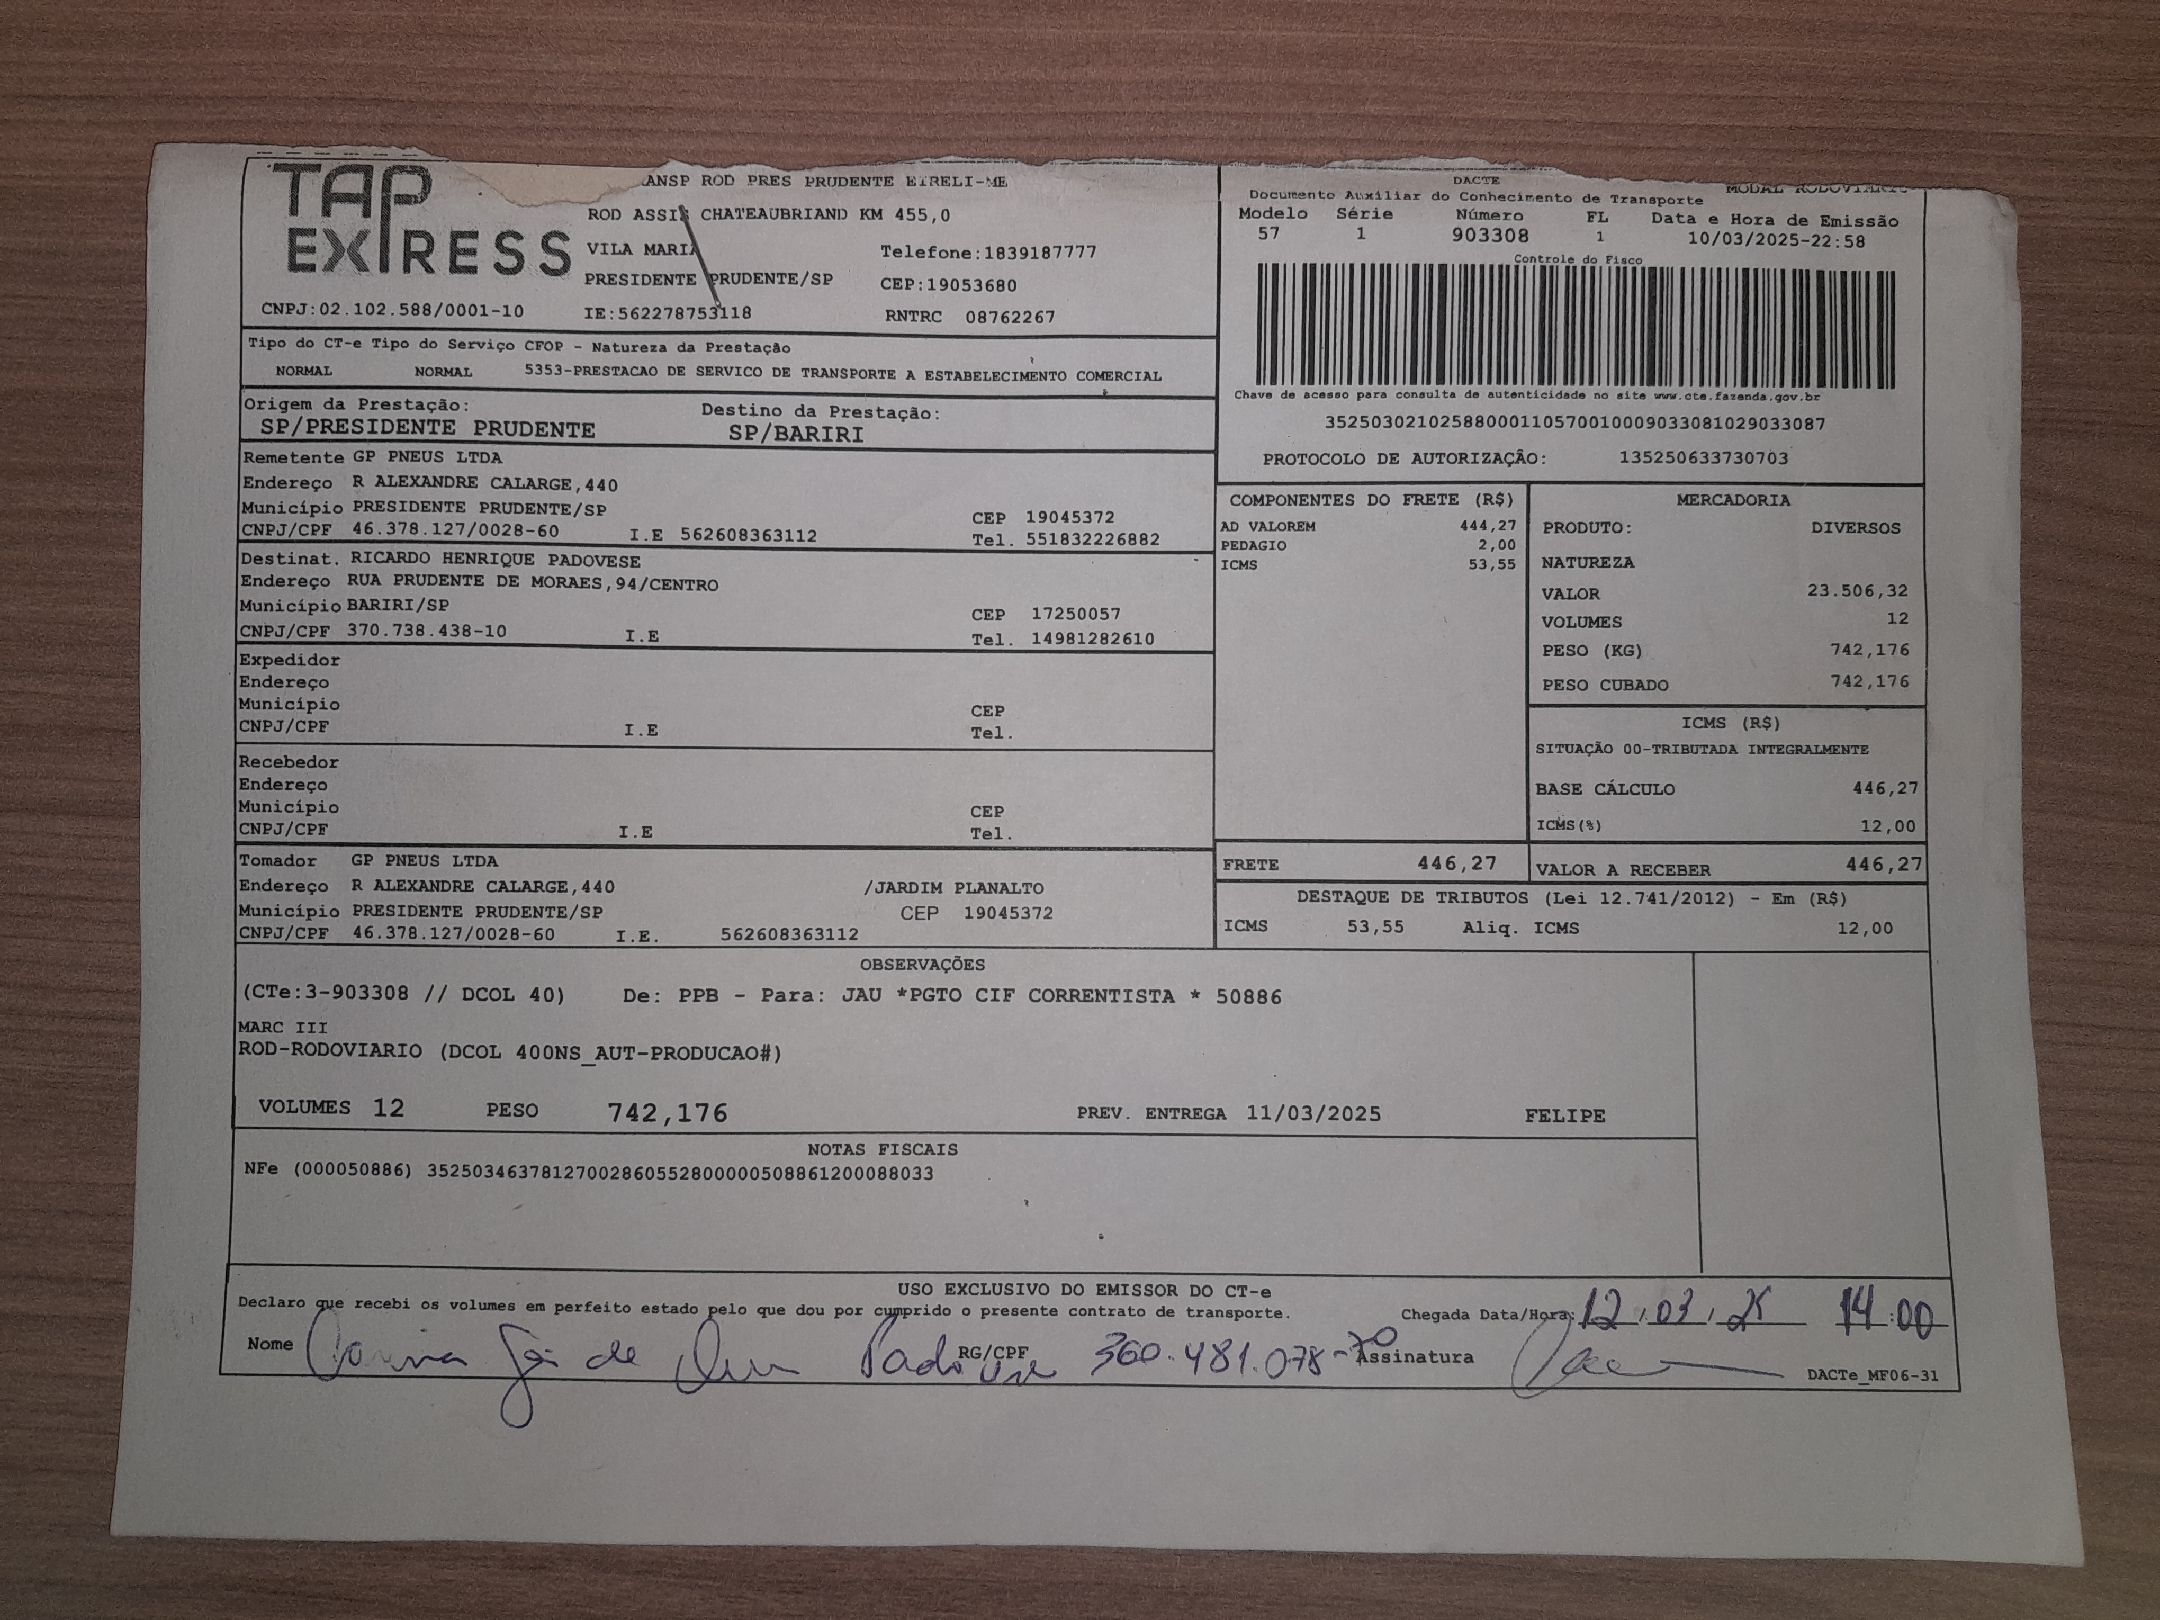 TAP
EXPRESS
ANSP ROD PRES PRUDENTE EIRELI-ME
ROD ASSIS CHATEAUBRIAND KM 455,0
VILA MARIA
Telefone:1839187777
PRESIDENTE PRUDENTE/SP
CEP:19053680
CNPJ:02.102.588/0001-10
IE:562278753118
RNTRC 08762267
DACTE
MODAL RODOVIARIO
Documento Auxiliar do Conhecimento de Transporte
Modelo Série Número FL Data e Hora de Emissão
57 1 903308 1 10/03/2025-22:58
Controle do Fisco
Chave de acesso para consulta de autenticidade no site www.cte.fazenda.gov.br
35250302102588000110570010009033081029033087
PROTOCOLO DE AUTORIZAÇÃO: 135250633730703
Tipo do CT-e Tipo do Serviço CFOP - Natureza da Prestação
NORMAL NORMAL 5353-PRESTACAO DE SERVICO DE TRANSPORTE A ESTABELECIMENTO COMERCIAL
Origem da Prestação: Destino da Prestação:
SP/PRESIDENTE PRUDENTE SP/BARIRI
Remetente GP PNEUS LTDA
Endereço R ALEXANDRE CALARGE,440
Município PRESIDENTE PRUDENTE/SP CEP 19045372
CNPJ/CPF 46.378.127/0028-60 I.E 562608363112 Tel. 551832226882
Destinat. RICARDO HENRIQUE PADOVESE
Endereço RUA PRUDENTE DE MORAES,94/CENTRO
Município BARIRI/SP CEP 17250057
CNPJ/CPF 370.738.438-10 I.E Tel. 14981282610
Expedidor
Endereço
Município CEP
CNPJ/CPF I.E Tel.
Recebedor
Endereço
Município CEP
CNPJ/CPF I.E Tel.
Tomador GP PNEUS LTDA
Endereço R ALEXANDRE CALARGE,440 /JARDIM PLANALTO
Município PRESIDENTE PRUDENTE/SP CEP 19045372
CNPJ/CPF 46.378.127/0028-60 I.E. 562608363112
COMPONENTES DO FRETE (R$)
AD VALOREM 444,27
PEDAGIO 2,00
ICMS 53,55
MERCADORIA
PRODUTO: DIVERSOS
NATUREZA
VALOR 23.506,32
VOLUMES 12
PESO (KG) 742,176
PESO CUBADO 742,176
ICMS (R$)
SITUAÇÃO 00-TRIBUTADA INTEGRALMENTE
BASE CÁLCULO 446,27
ICMS(%) 12,00
FRETE 446,27 VALOR A RECEBER 446,27
DESTAQUE DE TRIBUTOS (Lei 12.741/2012) - Em (R$)
ICMS 53,55 Aliq. ICMS 12,00
OBSERVAÇÕES
(CTe:3-903308 // DCOL 40) De: PPB - Para: JAU *PGTO CIF CORRENTISTA * 50886
MARC III
ROD-RODOVIARIO (DCOL 400NS_AUT-PRODUCAO#)
VOLUMES 12 PESO 742,176 PREV. ENTREGA 11/03/2025 FELIPE
NOTAS FISCAIS
NFe (000050886) 35250346378127002860552800000508861200088033
USO EXCLUSIVO DO EMISSOR DO CT-e
Declaro que recebi os volumes em perfeito estado pelo que dou por cumprido o presente contrato de transporte. Chegada Data/Hora: 12.03.25 14:00
Nome de Padovese RG/CPF 360.481.078-70 Assinatura
DACTe_MF06-31